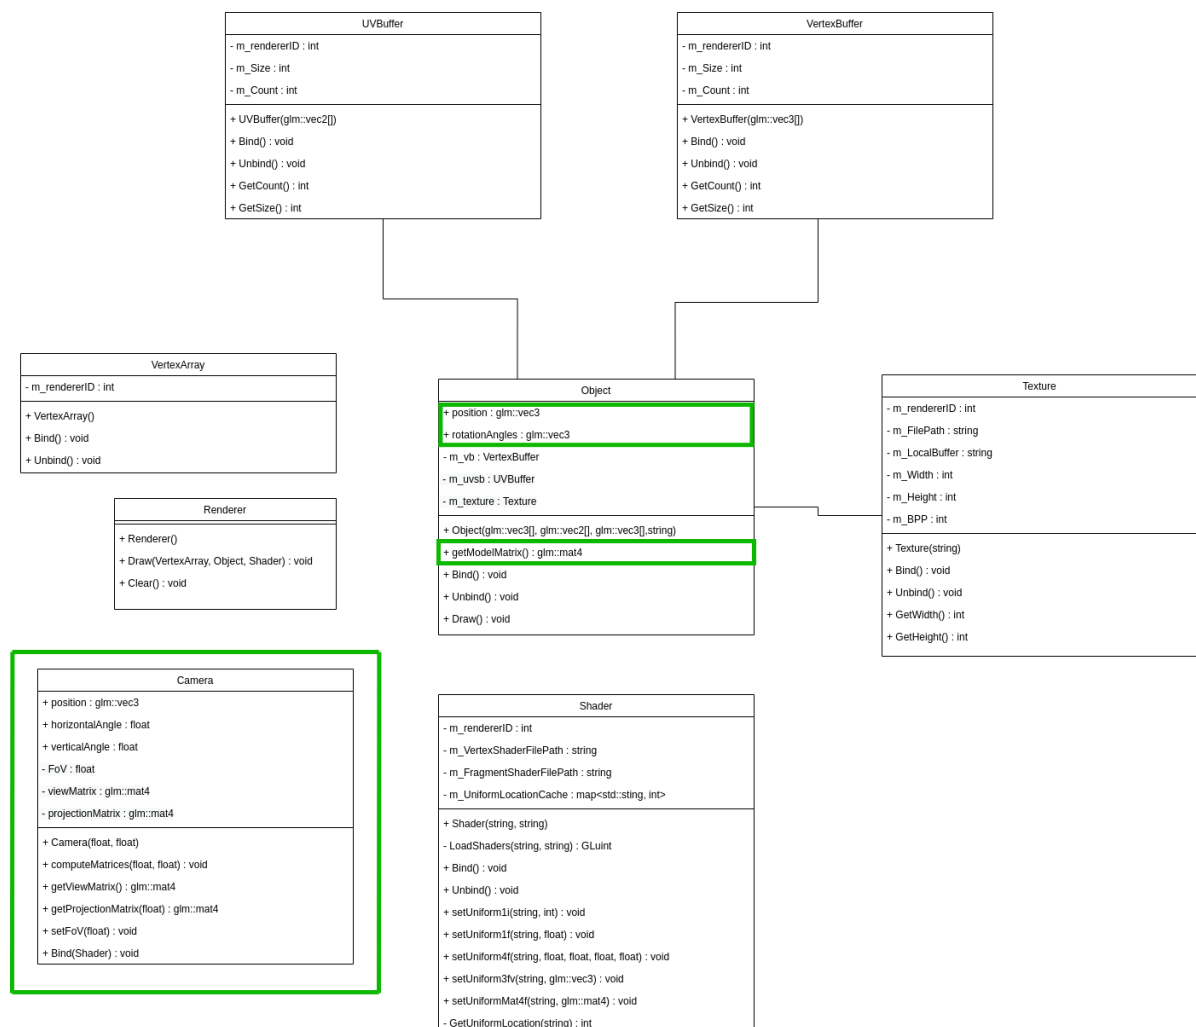 UVBuffer
- m_rendererID : int
- m_Size : int
- m_Count : int
+ UVBuffer(glm::vec2[])
+ Bind() : void
+ Unbind() : void
+ GetCount() : int
+ GetSize() : int
VertexBuffer
- m_rendererID : int
- m_Size : int
- m_Count : int
+ VertexBuffer(glm::vec3[])
+ Bind() : void
+ Unbind() : void
+ GetCount() : int
+ GetSize() : int
VertexArray
- m_rendererID : int
+ VertexArray()
+ Bind() : void
+ Unbind() : void
Object
+ position : glm::vec3
+ rotationAngles : glm::vec3
- m_vb : VertexBuffer
- m_uvsb : UVBuffer
- m_texture : Texture
+ Object(glm::vec3[], glm::vec2[], glm::vec3[],string)
+ getModelMatrix() : glm::mat4
+ Bind() : void
+ Unbind() : void
+ Draw() : void
Texture
- m_rendererID : int
- m_FilePath : string
- m_LocalBuffer : string
- m_Width : int
- m_Height : int
- m_BPP : int
+ Texture(string)
+ Bind() : void
+ Unbind() : void
+ GetWidth() : int
+ GetHeight() : int
Renderer
+ Renderer()
+ Draw(VertexArray, Object, Shader) : void
+ Clear() : void
Camera
+ position : glm::vec3
+ horizontalAngle : float
+ verticalAngle : float
- FoV : float
- viewMatrix : glm::mat4
- projectionMatrix : glm::mat4
+ Camera(float, float)
+ computeMatrices(float, float) : void
+ getViewMatrix() : glm::mat4
+ getProjectionMatrix(float) : glm::mat4
+ setFoV(float) : void
+ Bind(Shader) : void
Shader
- m_rendererID : int
- m_VertexShaderFilePath : string
- m_FragmentShaderFilePath : string
- m_UniformLocationCache : map<std::sting, int>
+ Shader(string, string)
- LoadShaders(string, string) : GLuint
+ Bind() : void
+ Unbind() : void
+ setUniform1i(string, int) : void
+ setUniform1f(string, float) : void
+ setUniform4f(string, float, float, float, float) : void
+ setUniform3fv(string, glm::vec3) : void
+ setUniformMat4f(string, glm::mat4) : void
- GetUniformLocation(string) : int